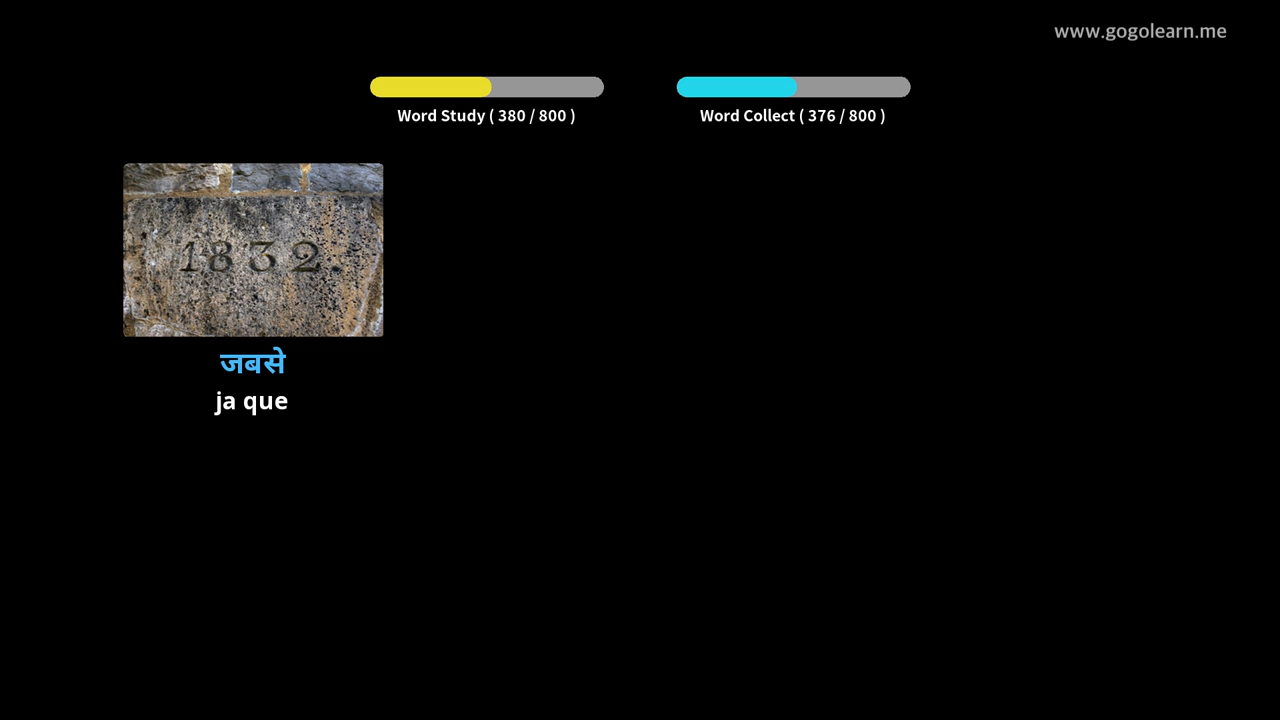 www.gogolearn.me
Word Study ( 380 / 800 )
Word Collect ( 376 / 800 )
1832.
जबसे
ja que